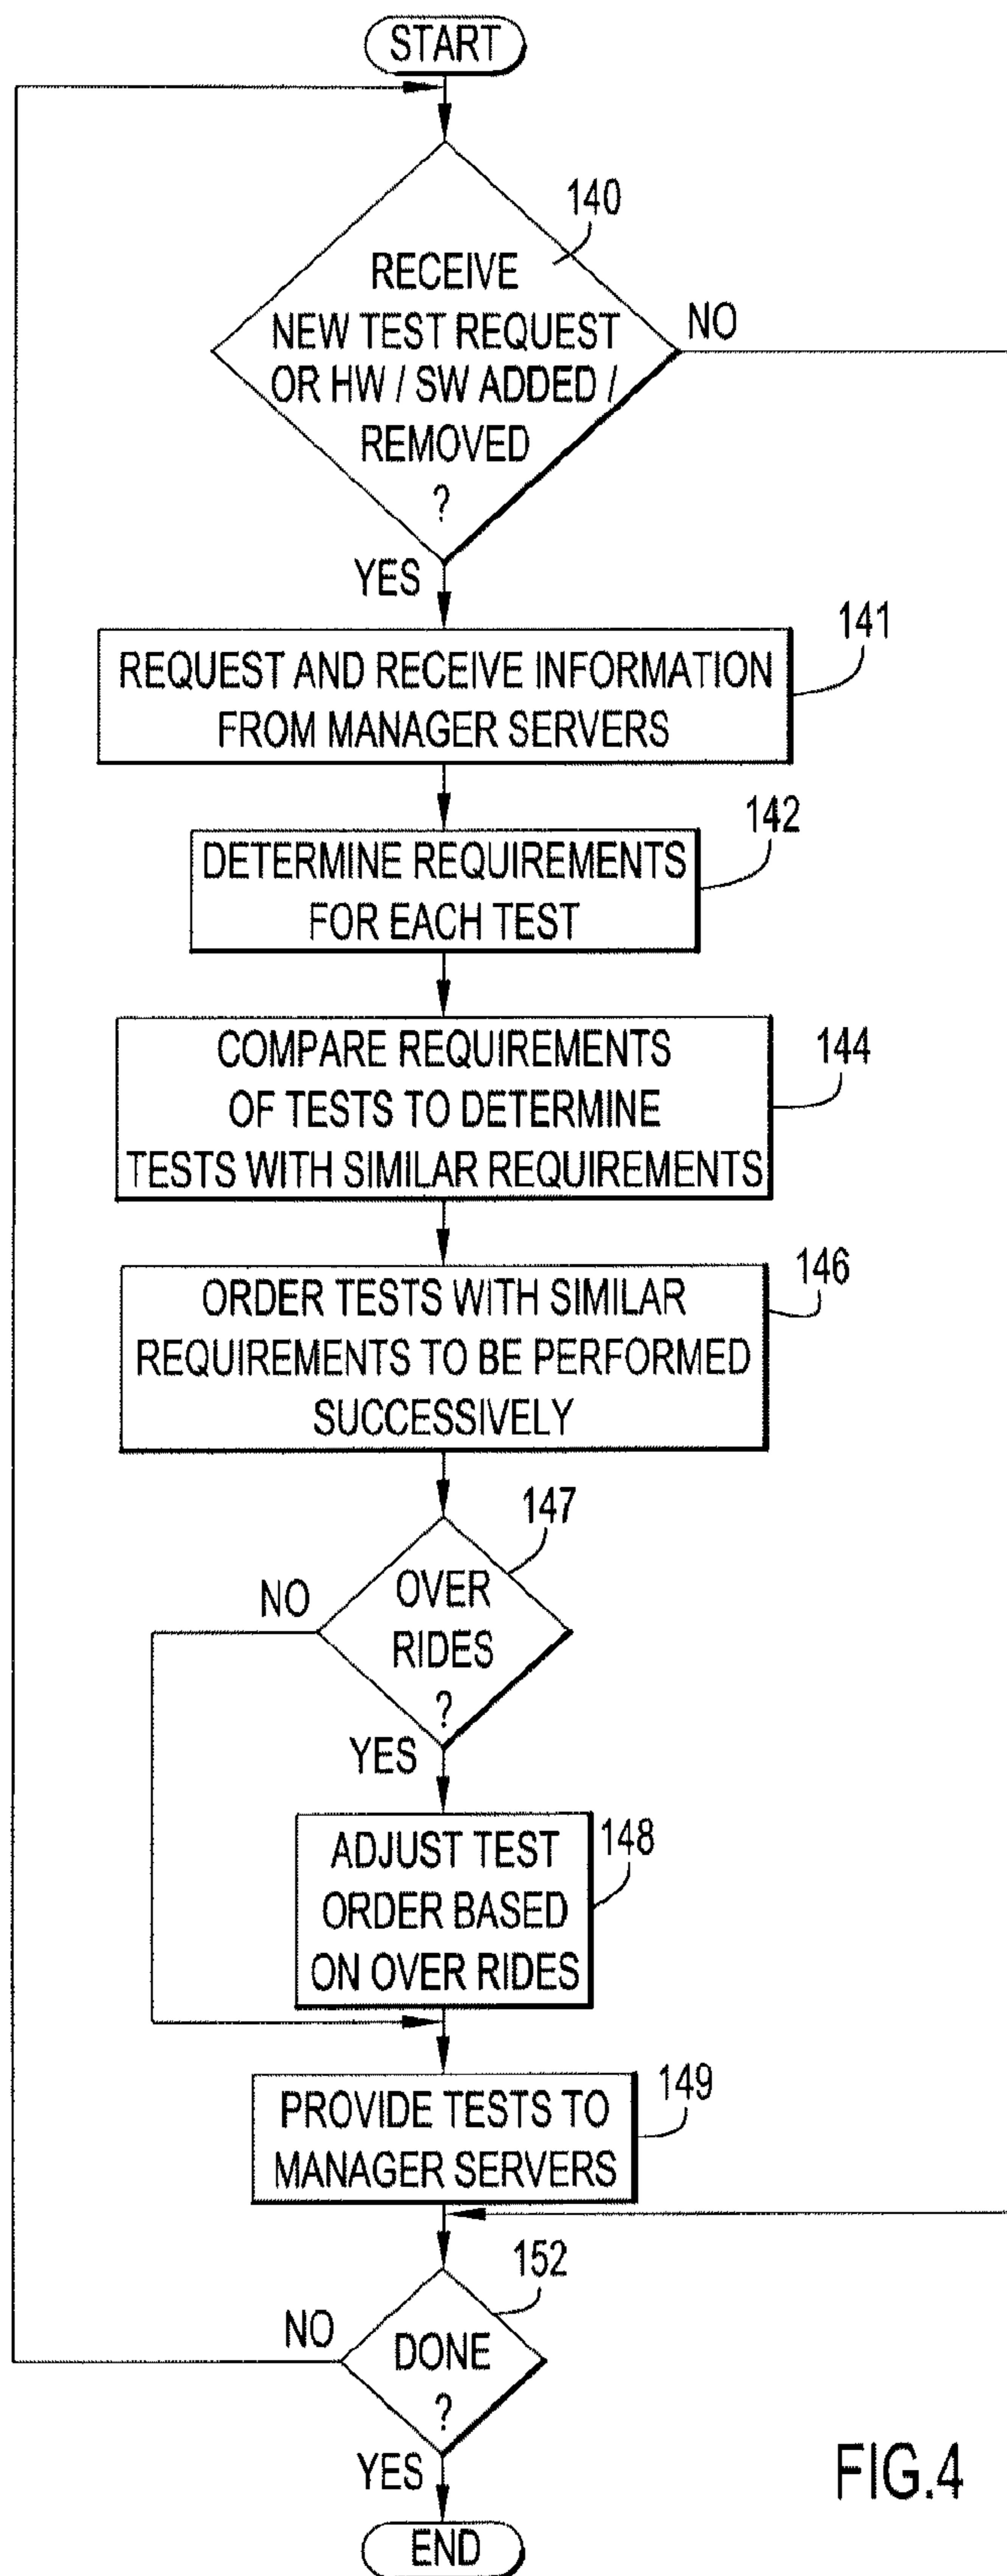 START
140
RECEIVE
NEW TEST REQUEST
OR HW / SW ADDED /
REMOVED
?
NO
YES
141
REQUEST AND RECEIVE INFORMATION
FROM MANAGER SERVERS
142
DETERMINE REQUIREMENTS
FOR EACH TEST
144
COMPARE REQUIREMENTS
OF TESTS TO DETERMINE
TESTS WITH SIMILAR REQUIREMENTS
146
ORDER TESTS WITH SIMILAR
REQUIREMENTS TO BE PERFORMED
SUCCESSIVELY
147
NO
OVER
RIDES
?
YES
148
ADJUST TEST
ORDER BASED
ON OVER RIDES
149
PROVIDE TESTS TO
MANAGER SERVERS
152
NO
DONE
?
YES
END
FIG.4